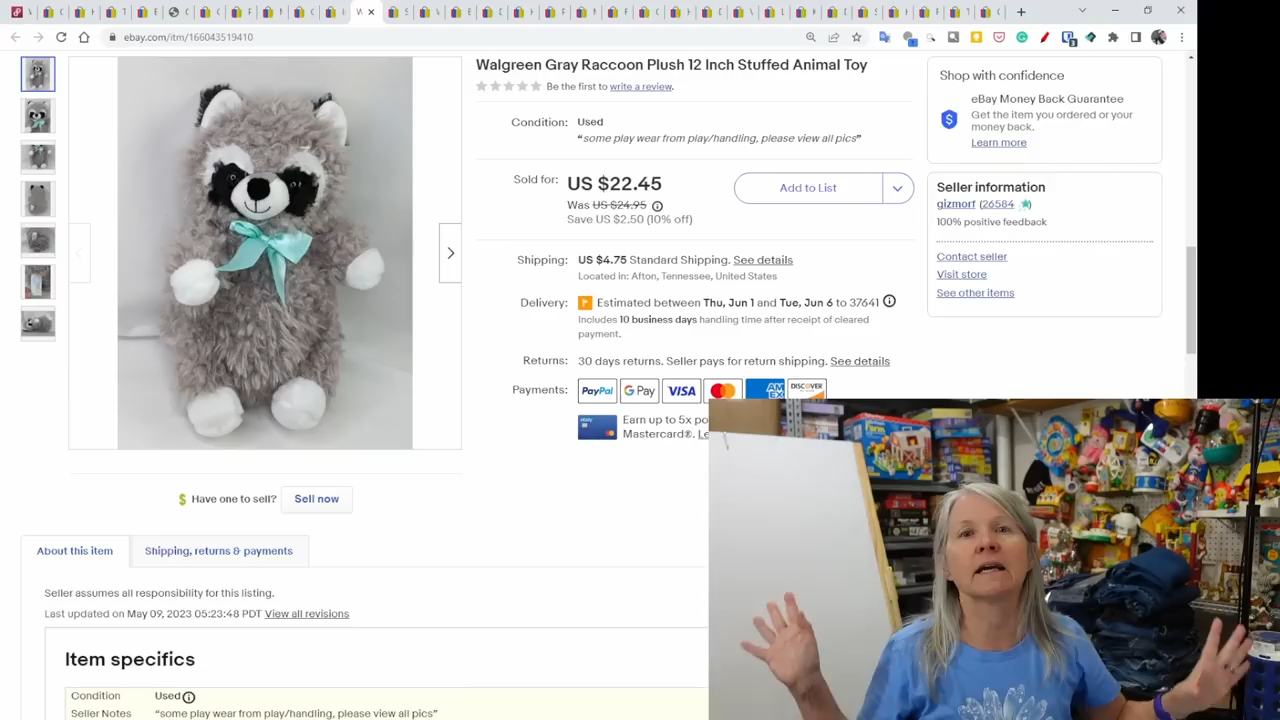 ebay.com/itm/166043519410
Walgreen Gray Raccoon Plush 12 Inch Stuffed Animal Toy
Be the first to write a review.
Condition: Used
“some play wear from play/handling, please view all pics”
Sold for: US $22.45
Was US $24.95
Save US $2.50 (10% off)
Add to List
Shipping: US $4.75 Standard Shipping. See details
Located in: Afton, Tennessee, United States
Delivery: Estimated between Thu, Jun 1 and Tue, Jun 6 to 37641
Includes 10 business days handling time after receipt of cleared
payment.
Returns: 30 days returns. Seller pays for return shipping. See details
Payments: PayPal G Pay VISA AM EX DISCOVER
Earn up to 5x po
Mastercard®. Le
Shop with confidence
eBay Money Back Guarantee
Get the item you ordered or your
money back.
Learn more
Seller information
gizmorf (26584)
100% positive feedback
Contact seller
Visit store
See other items
Have one to sell? Sell now
About this item
Shipping, returns & payments
Seller assumes all responsibility for this listing.
Last updated on May 09, 2023 05:23:48 PDT View all revisions
Item specifics
Condition Used
Seller Notes “some play wear from play/handling, please view all pics”